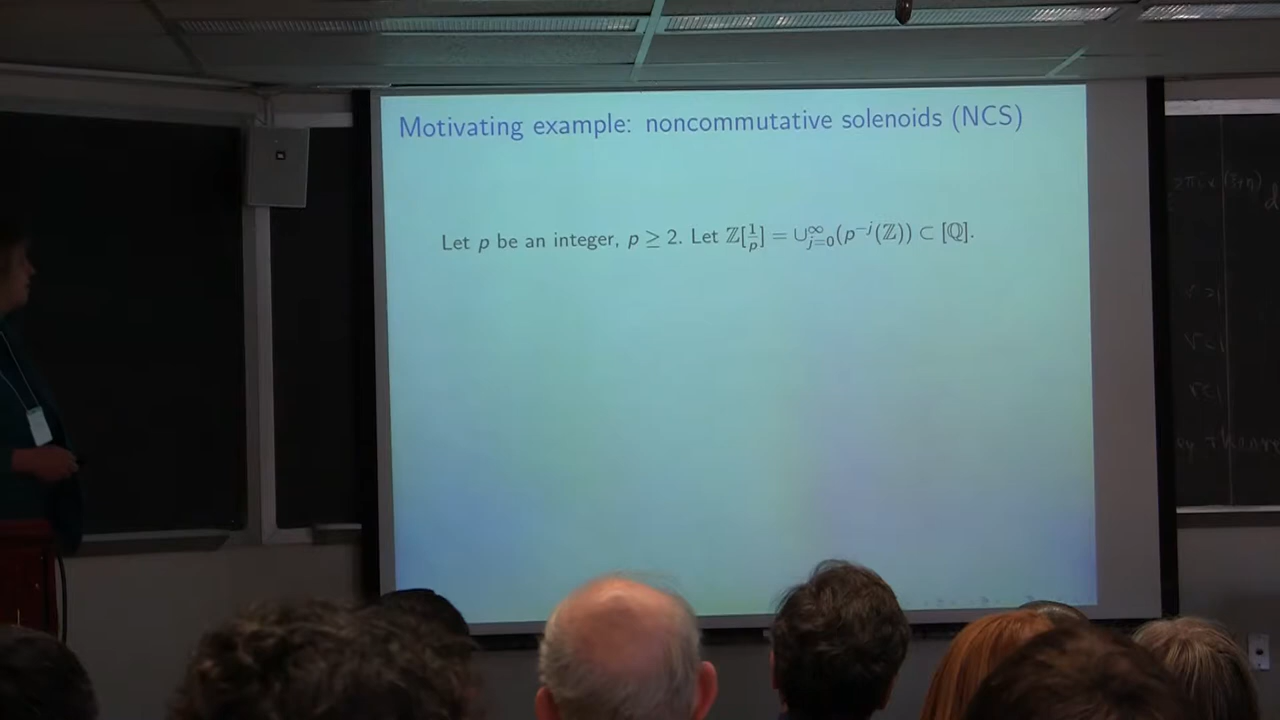 Motivating example: noncommutative solenoids (NCS)
Let p be an integer, p ≥ 2. Let ℤ[1/p] = ∪_{j=0}^∞(p^{-j}(ℤ)) ⊂ [ℚ].